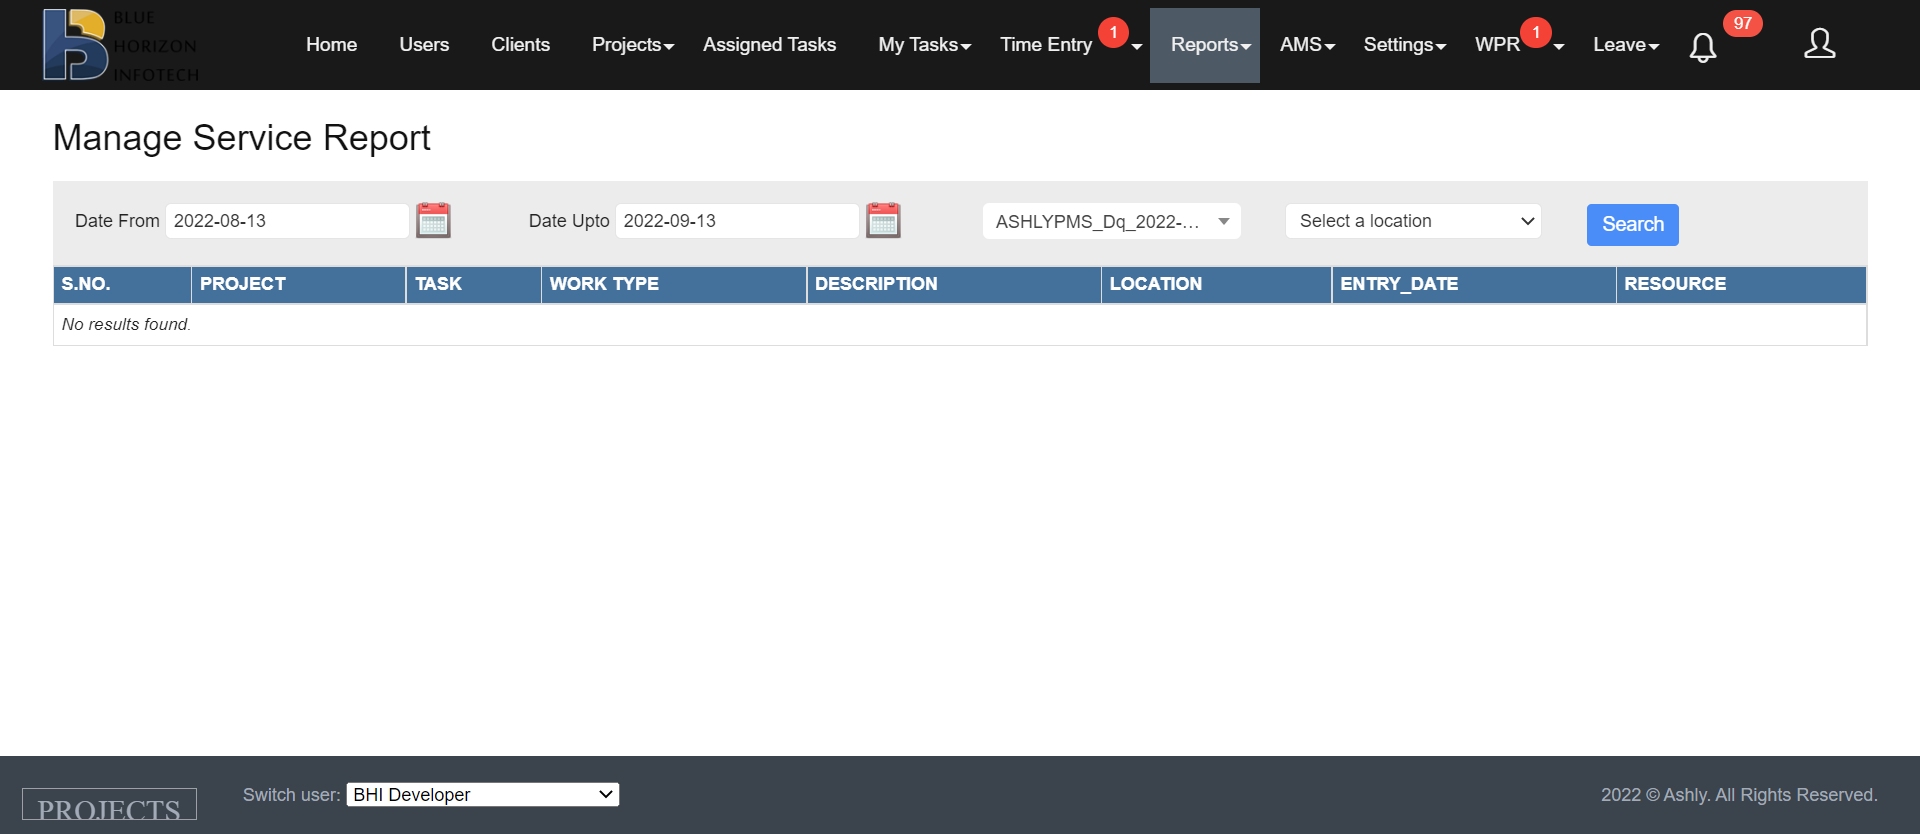 BLUE
HORIZON
INFOTECH
Home Users Clients Projects Assigned Tasks My Tasks Time Entry 1 Reports AMS Settings WPR 1 Leave 97
Manage Service Report
Date From 2022-08-13 Date Upto 2022-09-13 ASHLYPMS_Dq_2022-... Select a location Search
S.NO. PROJECT TASK WORK TYPE DESCRIPTION LOCATION ENTRY_DATE RESOURCE
No results found.
PROJECTS Switch user: BHI Developer 2022 © Ashly. All Rights Reserved.